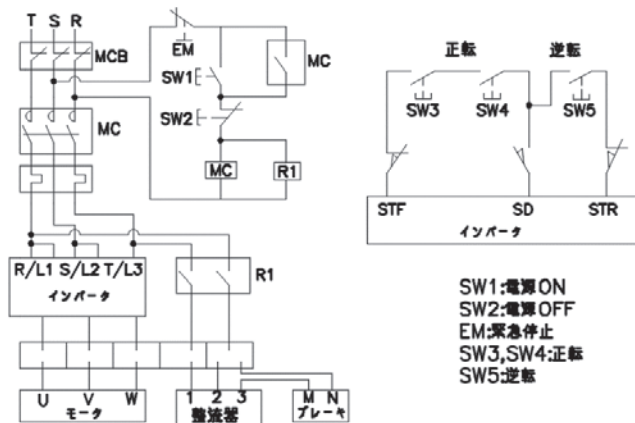 T S R
MCB
MC
EM
SW1
SW2
MC
MC
R1
R/L1 S/L2 T/L3
インバータ
R1
U V W
モータ
1 2 3
整流器
M N
ブレーキ
正転
逆転
SW3
SW4
SW5
STF
SD
STR
インバータ
SW1:電源ON
SW2:電源OFF
EM:緊急停止
SW3,SW4:正転
SW5:逆転